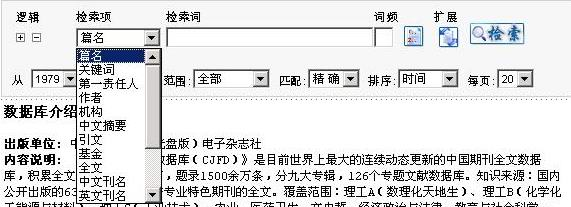 逻辑 检索项 检索词 词频 扩展
篇名 检索
篇名
关键词
第一责任人
作者
机构
中文摘要
引文
基金
全文
中文刊名
英文刊名
从 1979 范围: 全部 匹配: 精确 排序: 时间 每页: 20
数据库介绍
出版单位: 中 光盘版)电子杂志社
内容说明: 数据库(CJFD)》是目前世界上最大的连续动态更新的中国期刊全文数据
库,积累全文 ,题录1500余万条,分九大专辑,126个专题文献数据库。知识来源:国内
公开出版的6 专业特色期刊的全文。覆盖范围:理工A(数理化天地生)、理工B(化学化